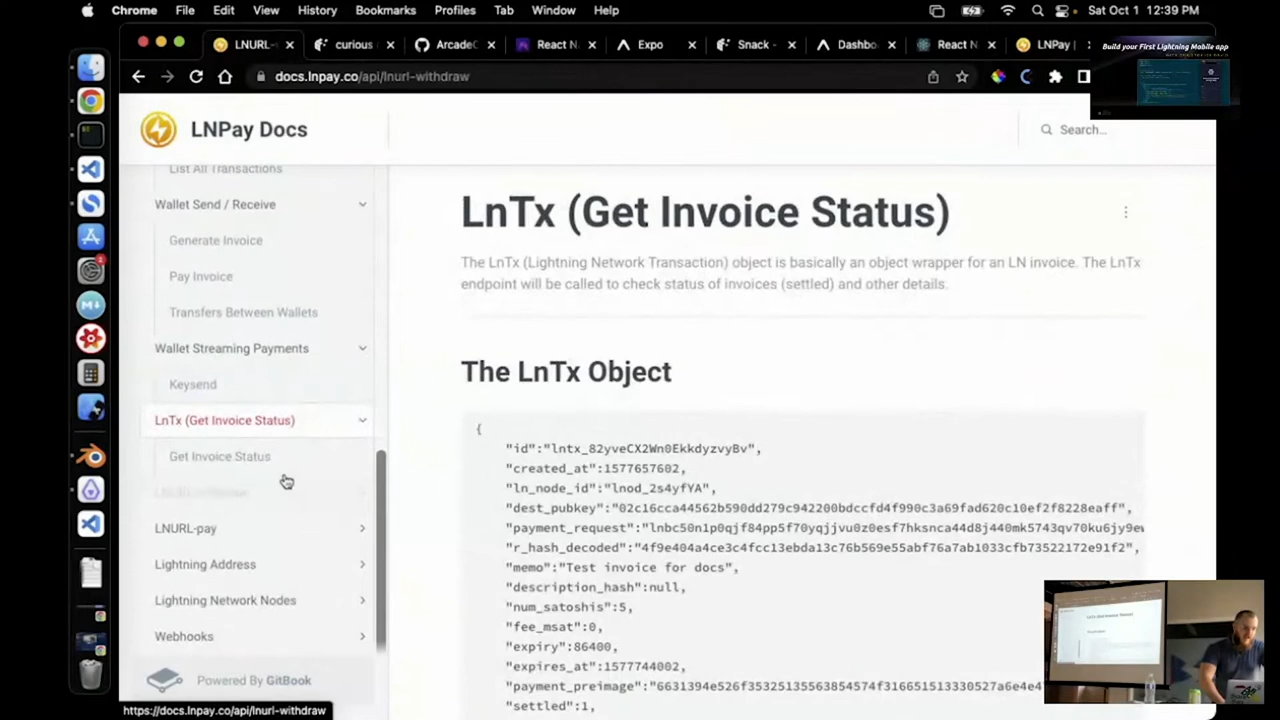 Chrome File Edit View History Bookmarks Profiles Tab Window Help Sat Oct 1 12:39 PM
LNURL- curious ArcadeC React N Expo Snack - Dashbo React N LNPay
Build your First Lightning Mobile app
docs.lnpay.co/api/lnurl-withdraw
LNPay Docs
Search...
List All Transactions
Wallet Send / Receive
Generate Invoice
Pay Invoice
Transfers Between Wallets
Wallet Streaming Payments
Keysend
LnTx (Get Invoice Status)
Get Invoice Status
LNURL-pay
Lightning Address
Lightning Network Nodes
Webhooks
Powered By GitBook
https://docs.lnpay.co/api/lnurl-withdraw
LnTx (Get Invoice Status)
The LnTx (Lightning Network Transaction) object is basically an object wrapper for an LN invoice. The LnTx
endpoint will be called to check status of invoices (settled) and other details.
The LnTx Object
{
"id":"lntx_82yveCX2Wn0EkkdyzvyBv",
"created_at":1577657602,
"ln_node_id":"lnod_2s4yfYA",
"dest_pubkey":"02c16cca44562b590dd279c942200bdccfd4f990c3a69fad620c10ef2f8228eaff",
"payment_request":"lnbc50n1p0qjf84pp5f70yqjjvu0z0esf7hksnca44d8j440mk5743qv70ku6jy9ew
"r_hash_decoded":"4f9e404a4ce3c4fcc13ebda13c76b569e55abf76a7ab1033cfb73522172e91f2",
"memo":"Test invoice for docs",
"description_hash":null,
"num_satoshis":5,
"fee_msat":0,
"expiry":86400,
"expires_at":1577744002,
"payment_preimage":"6631394e526f35325135563854574f316651513330527a6e4e4
"settled":1,